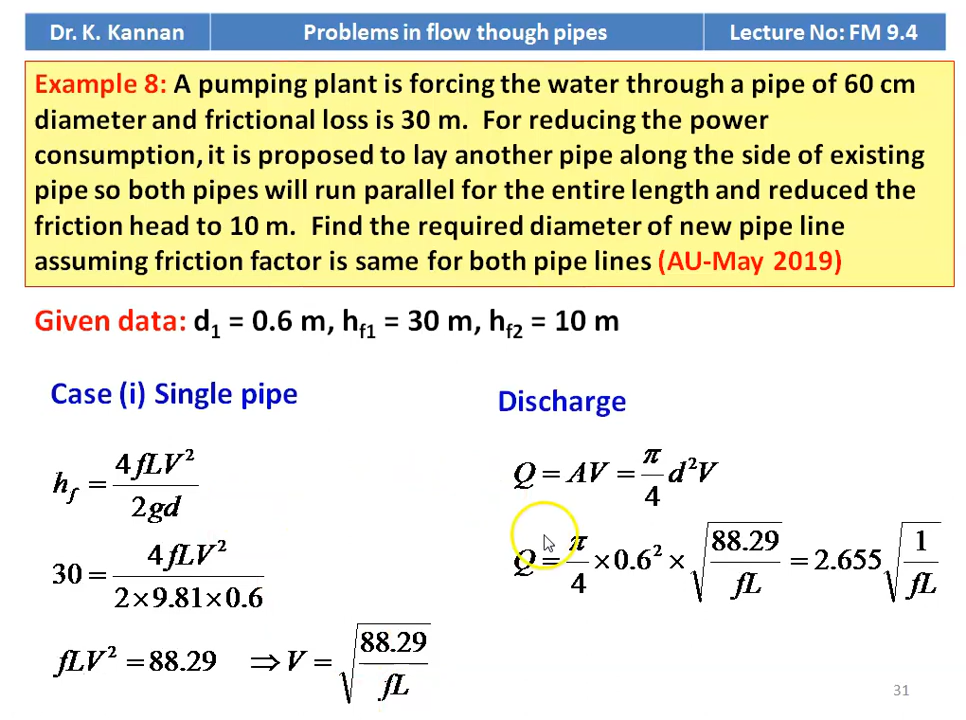 Dr. K. Kannan
Problems in flow though pipes
Lecture No: FM 9.4
Example 8: A pumping plant is forcing the water through a pipe of 60 cm
diameter and frictional loss is 30 m. For reducing the power
consumption, it is proposed to lay another pipe along the side of existing
pipe so both pipes will run parallel for the entire length and reduced the
friction head to 10 m. Find the required diameter of new pipe line
assuming friction factor is same for both pipe lines (AU-May 2019)
Given data: d₁ = 0.6 m, h_f1 = 30 m, h_f2 = 10 m
Case (i) Single pipe
h_f = 4fLV² / 2gd
30 = 4fLV² / 2×9.81×0.6
fLV² = 88.29 ⇒ V = √(88.29 / fL)
Discharge
Q = AV = π/4 d²V
Q = π/4 ×0.6² × √(88.29 / fL) = 2.655 √(1 / fL)
31